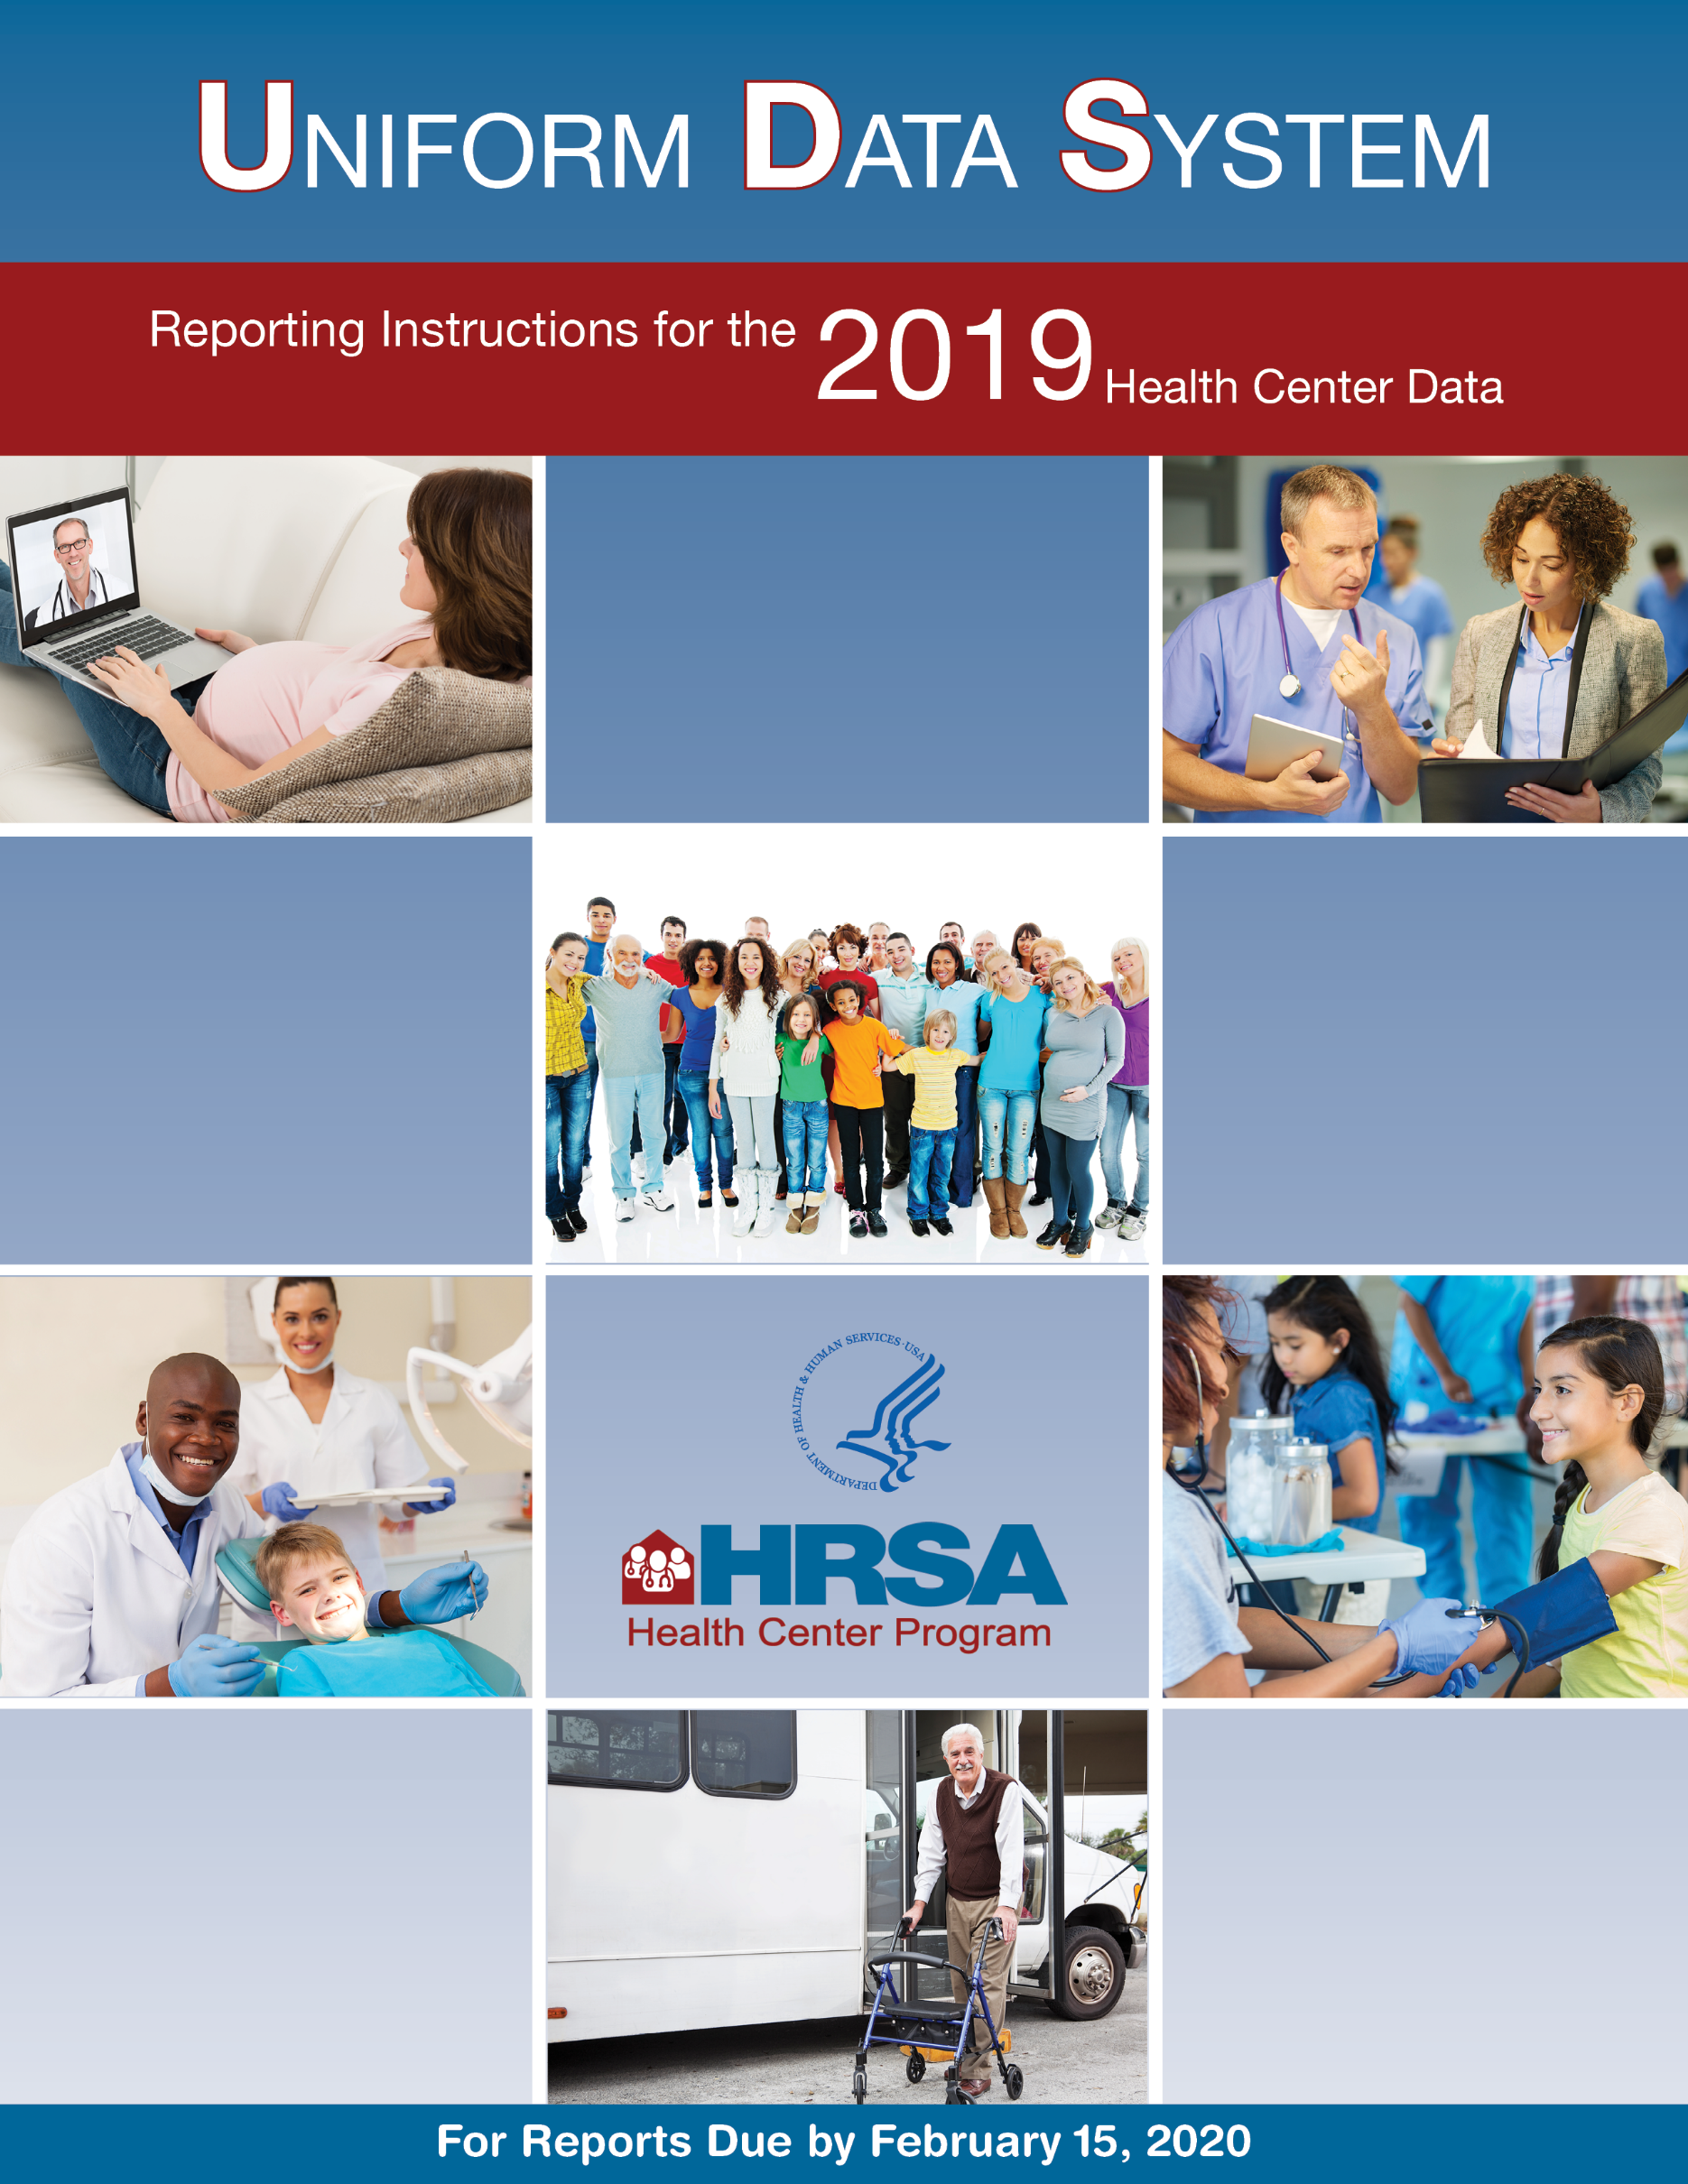 UNIFORM DATA SYSTEM
Reporting Instructions for the 2019 Health Center Data
DEPARTMENT OF HEALTH & HUMAN SERVICES·USA
HRSA
Health Center Program
For Reports Due by February 15, 2020